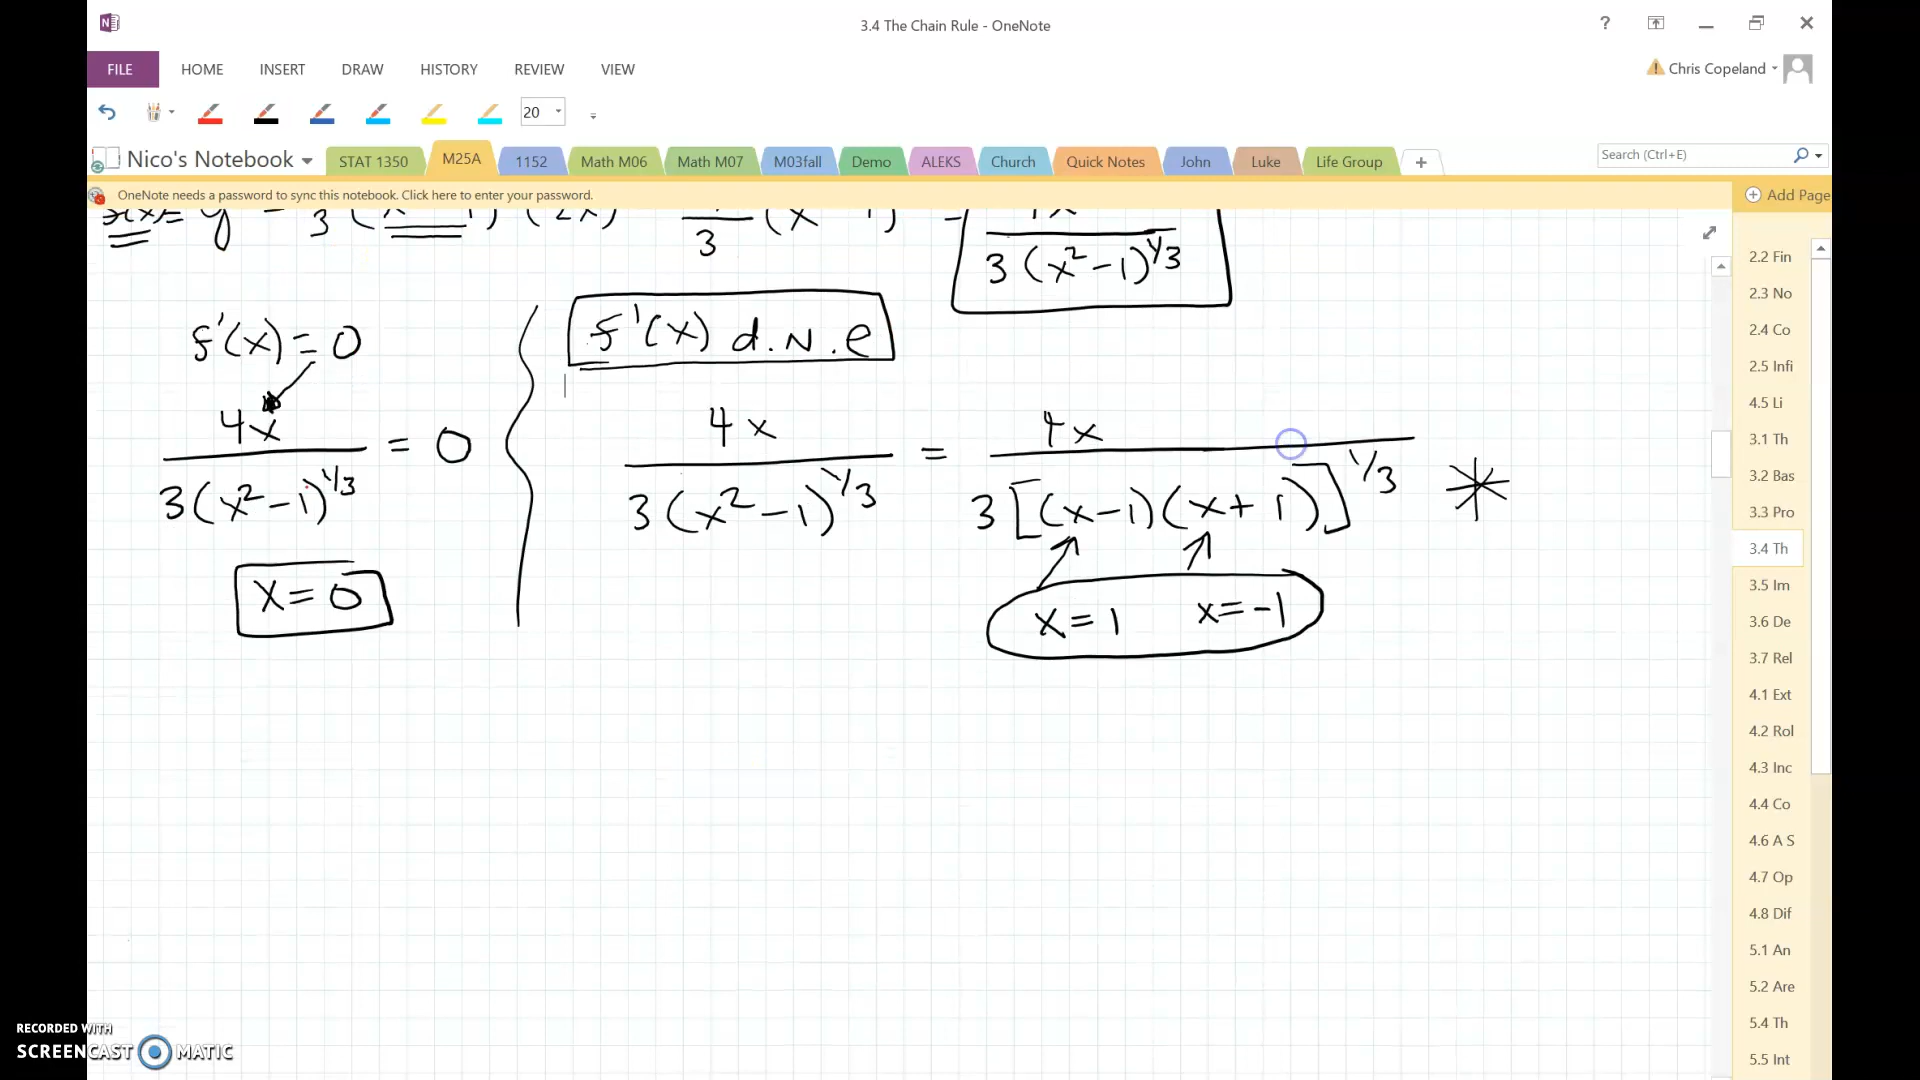 3.4 The Chain Rule - OneNote
?
FILE HOME INSERT DRAW HISTORY REVIEW VIEW
Chris Copeland
20
Nico's Notebook STAT 1350 M25A 1152 Math M06 Math M07 M03fall Demo ALEKS Church Quick Notes John Luke Life Group +
Search (Ctrl+E)
OneNote needs a password to sync this notebook. Click here to enter your password.
Add Page
3
3 (x² - 1)^1/3
f'(x) = 0
f'(x) d.N.e
4x / 3(x² - 1)^1/3 = 0
4x / 3(x² - 1)^1/3 = 4x / 3[(x-1)(x+1)]^1/3 *
x = 0
x = 1 x = -1
2.2 Fin
2.3 No
2.4 Co
2.5 Infi
4.5 Li
3.1 Th
3.2 Bas
3.3 Pro
3.4 Th
3.5 Im
3.6 De
3.7 Rel
4.1 Ext
4.2 Rol
4.3 Inc
4.4 Co
4.6 A S
4.7 Op
4.8 Dif
5.1 An
5.2 Are
5.4 Th
5.5 Int
RECORDED WITH
SCREENCAST MATIC